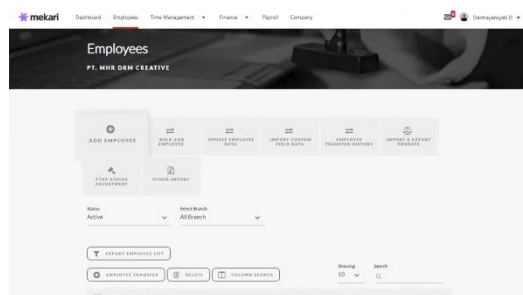 mekari
Dashboard Employees Time Management Finance Payroll Company Darmayansyah D
Employees
PT. MHR DRM CREATIVE
ADD EMPLOYEE
BULK ADD
EMPLOYEE
UPDATE EMPLOYEE
DATA
IMPORT CUSTOM
FIELD DATA
EMPLOYEE
TRANSFER HISTORY
IMPORT & EXPORT
PRORATE
PTKP STATUS
ADJUSTMENT
OTHER IMPORT
Status
Active
Select Branch
All Branch
EXPORT EMPLOYEE LIST
EMPLOYEE TRANSFER
DELETE
COLUMN SEARCH
Showing
10
Search